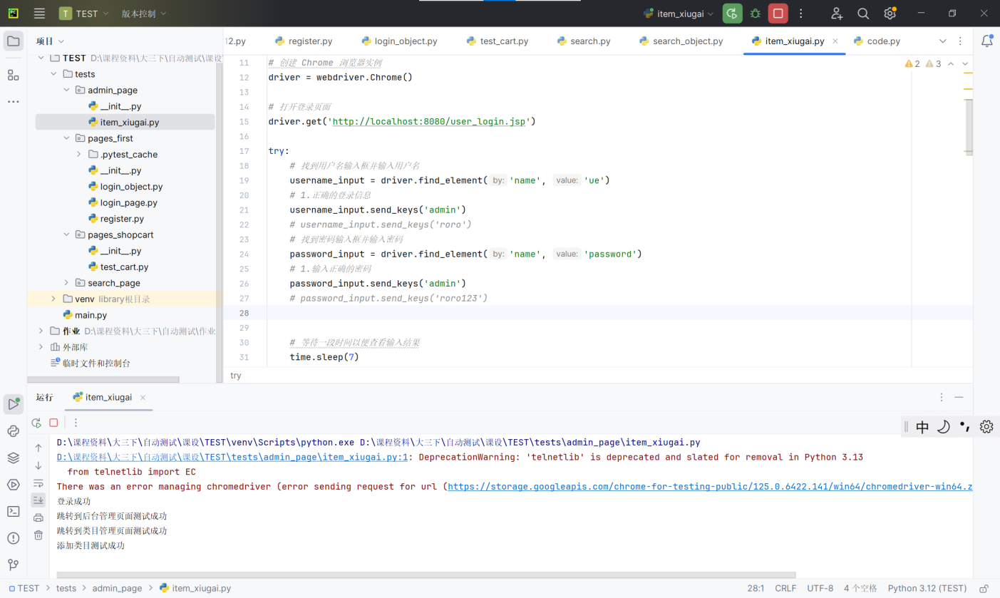 PC TEST 版本控制 item_xiugai
项目 12.py register.py login_object.py test_cart.py search.py search_object.py item_xiugai.py code.py
TEST D:\课程资料\大三下\自动测试\课设
tests
admin_page
__init__.py
item_xiugai.py
pages_first
.pytest_cache
__init__.py
login_object.py
login_page.py
register.py
pages_shopcart
__init__.py
test_cart.py
search_page
venv library根目录
main.py
作业 D:\课程资料\大三下\自动测试\作业
外部库
临时文件和控制台
2 3
11 # 创建 Chrome 浏览器实例
12 driver = webdriver.Chrome()
13
14 # 打开登录页面
15 driver.get('http://localhost:8080/user_login.jsp')
16
17 try:
18 # 找到用户名输入框并输入用户名
19 username_input = driver.find_element( by: 'name', value: 'ue')
20 # 1.正确的登录信息
21 username_input.send_keys('admin')
22 # username_input.send_keys('roro')
23 # 找到密码输入框并输入密码
24 password_input = driver.find_element( by: 'name', value: 'password')
25 # 1.输入正确的密码
26 password_input.send_keys('admin')
27 # password_input.send_keys('roro123')
28
29
30 # 等待一段时间以便查看输入结果
31 time.sleep(7)
try
运行 item_xiugai
中
D:\课程资料\大三下\自动测试\课设\TEST\venv\Scripts\python.exe D:\课程资料\大三下\自动测试\课设\TEST\tests\admin_page\item_xiugai.py
D:\课程资料\大三下\自动测试\课设\TEST\tests\admin_page\item_xiugai.py:1: DeprecationWarning: 'telnetlib' is deprecated and slated for removal in Python 3.13
from telnetlib import EC
There was an error managing chromedriver (error sending request for url (https://storage.googleapis.com/chrome-for-testing-public/125.0.6422.141/win64/chromedriver-win64.z
登录成功
跳转到后台管理页面测试成功
跳转到类目管理页面测试成功
添加类目测试成功
TEST > tests > admin_page > item_xiugai.py 28:1 CRLF UTF-8 4 个空格 Python 3.12 (TEST)